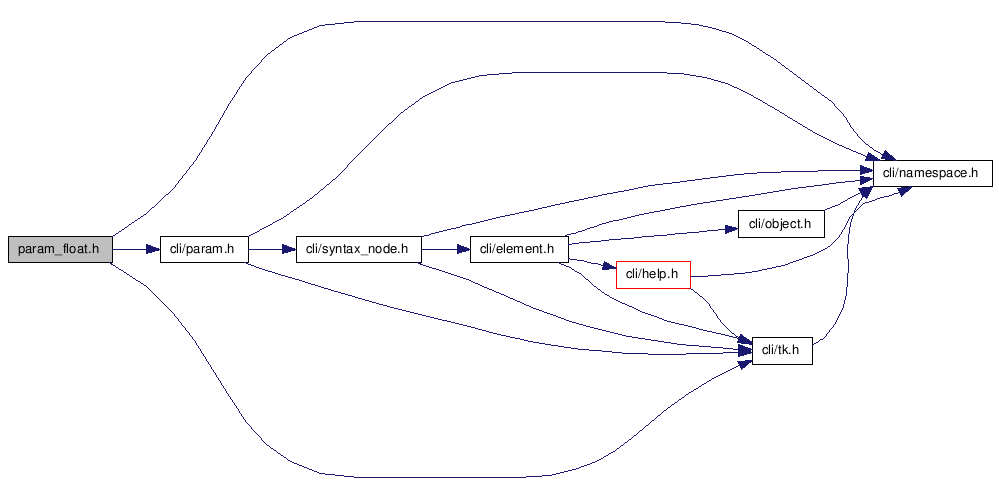 cli/namespace.h
cli/object.h
param_float.h
cli/param.h
cli/syntax_node.h
cli/element.h
cli/help.h
cli/tk.h